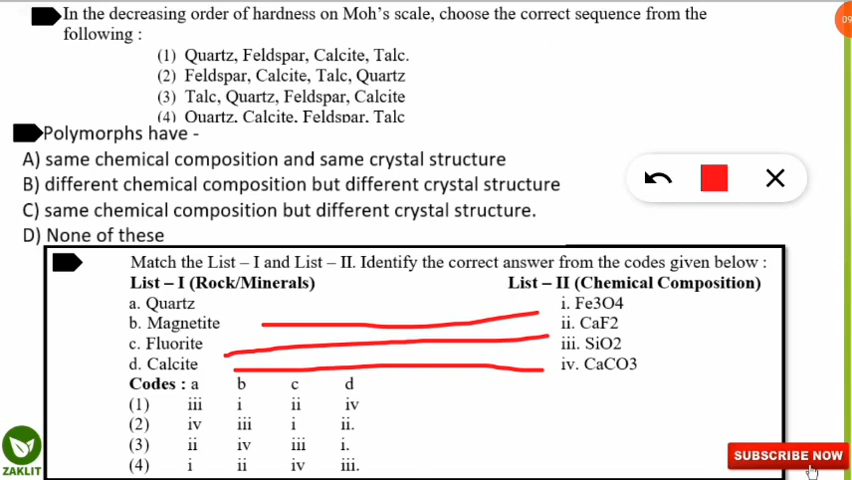 09
In the decreasing order of hardness on Moh's scale, choose the correct sequence from the
following :
(1) Quartz, Feldspar, Calcite, Talc.
(2) Feldspar, Calcite, Talc, Quartz
(3) Talc, Quartz, Feldspar, Calcite
(4) Quartz, Calcite, Feldspar, Talc
Polymorphs have -
A) same chemical composition and same crystal structure
B) different chemical composition but different crystal structure
C) same chemical composition but different crystal structure.
D) None of these
Match the List – I and List – II. Identify the correct answer from the codes given below :
List – I (Rock/Minerals) List – II (Chemical Composition)
a. Quartz i. Fe3O4
b. Magnetite ii. CaF2
c. Fluorite iii. SiO2
d. Calcite iv. CaCO3
Codes : a b c d
(1) iii i ii iv
(2) iv iii i ii.
(3) ii iv iii i.
(4) i ii iv iii.
ZAKLIT
SUBSCRIBE NOW